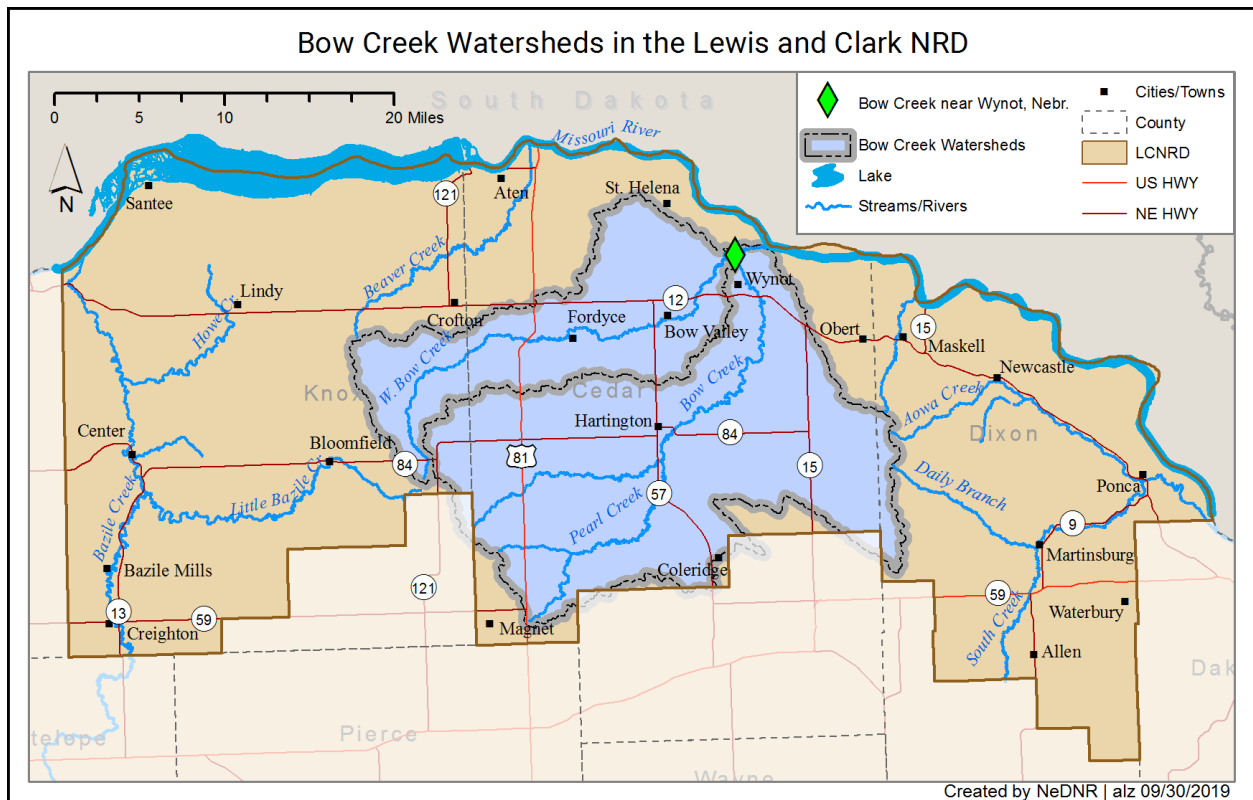 Bow Creek Watersheds in the Lewis and Clark NRD
0 5 10 20 Miles
South Dakota
Bow Creek near Wynot, Nebr.
Bow Creek Watersheds
Lake
Streams/Rivers
Cities/Towns
County
LCNRD
US HWY
NE HWY
N
Missouri River
Santee
121
Aten
St. Helena
Beaver Creek
Wynot
Lindy
Howe Cr.
Crofton
12
Fordyce
Bow Valley
Obert
15
Maskell
Newcastle
W. Bow Creek
Knox
Cedar
Bow Creek
Aowa Creek
Dixon
Center
Bloomfield
Hartington
84
84
81
15
Little Bazile Cr.
Daily Branch
Ponca
Bazile Creek
57
Pearl Creek
9
Martinsburg
Bazile Mills
Coleridge
121
59
Waterbury
13
59
Creighton
Magnet
South Creek
Allen
Dak
telope
Pierce
Wayne
Created by NeDNR | alz 09/30/2019